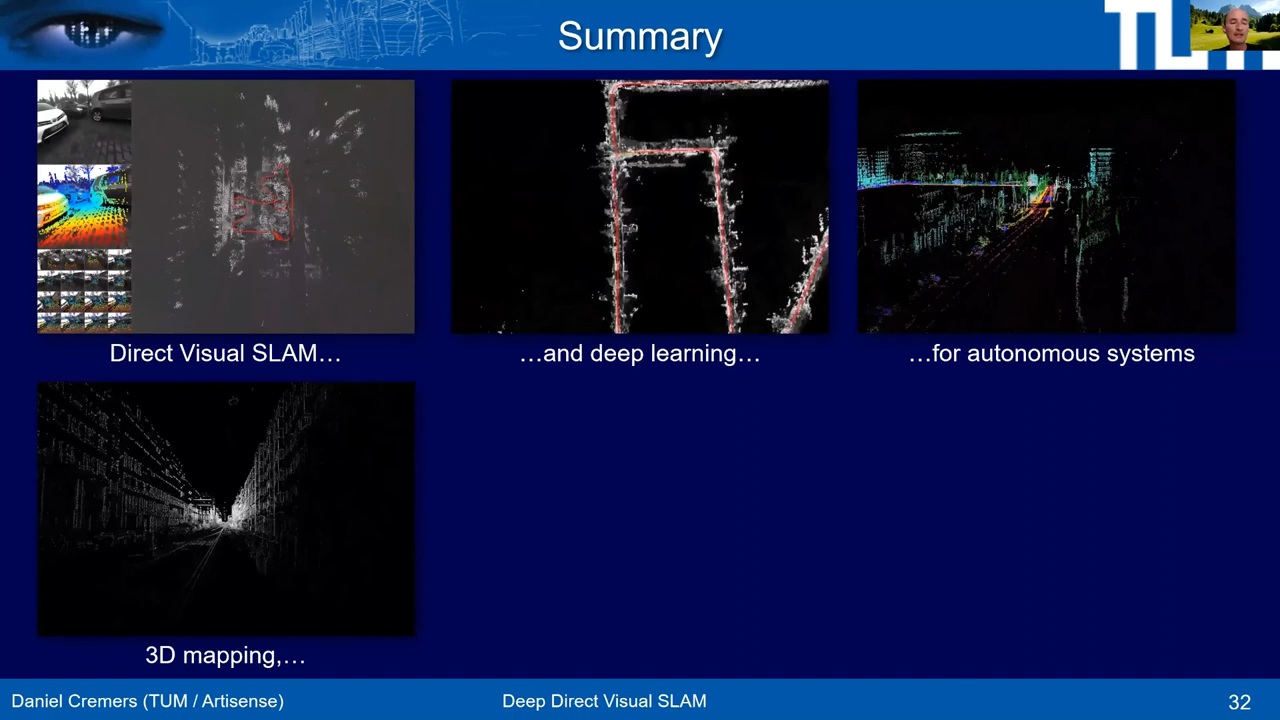 Summary
Direct Visual SLAM…
…and deep learning…
…for autonomous systems
3D mapping,…
Daniel Cremers (TUM / Artisense)
Deep Direct Visual SLAM
32